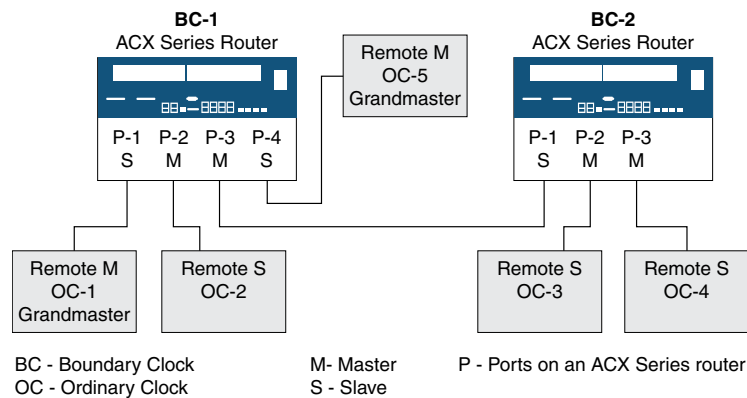 BC-1
ACX Series Router
BC-2
ACX Series Router
Remote M
OC-5
Grandmaster
P-1 P-2 P-3 P-4
S M M S
P-1 P-2 P-3
S M M
Remote M
OC-1
Grandmaster
Remote S
OC-2
Remote S
OC-3
Remote S
OC-4
BC - Boundary Clock
OC - Ordinary Clock
M- Master
S - Slave
P - Ports on an ACX Series router